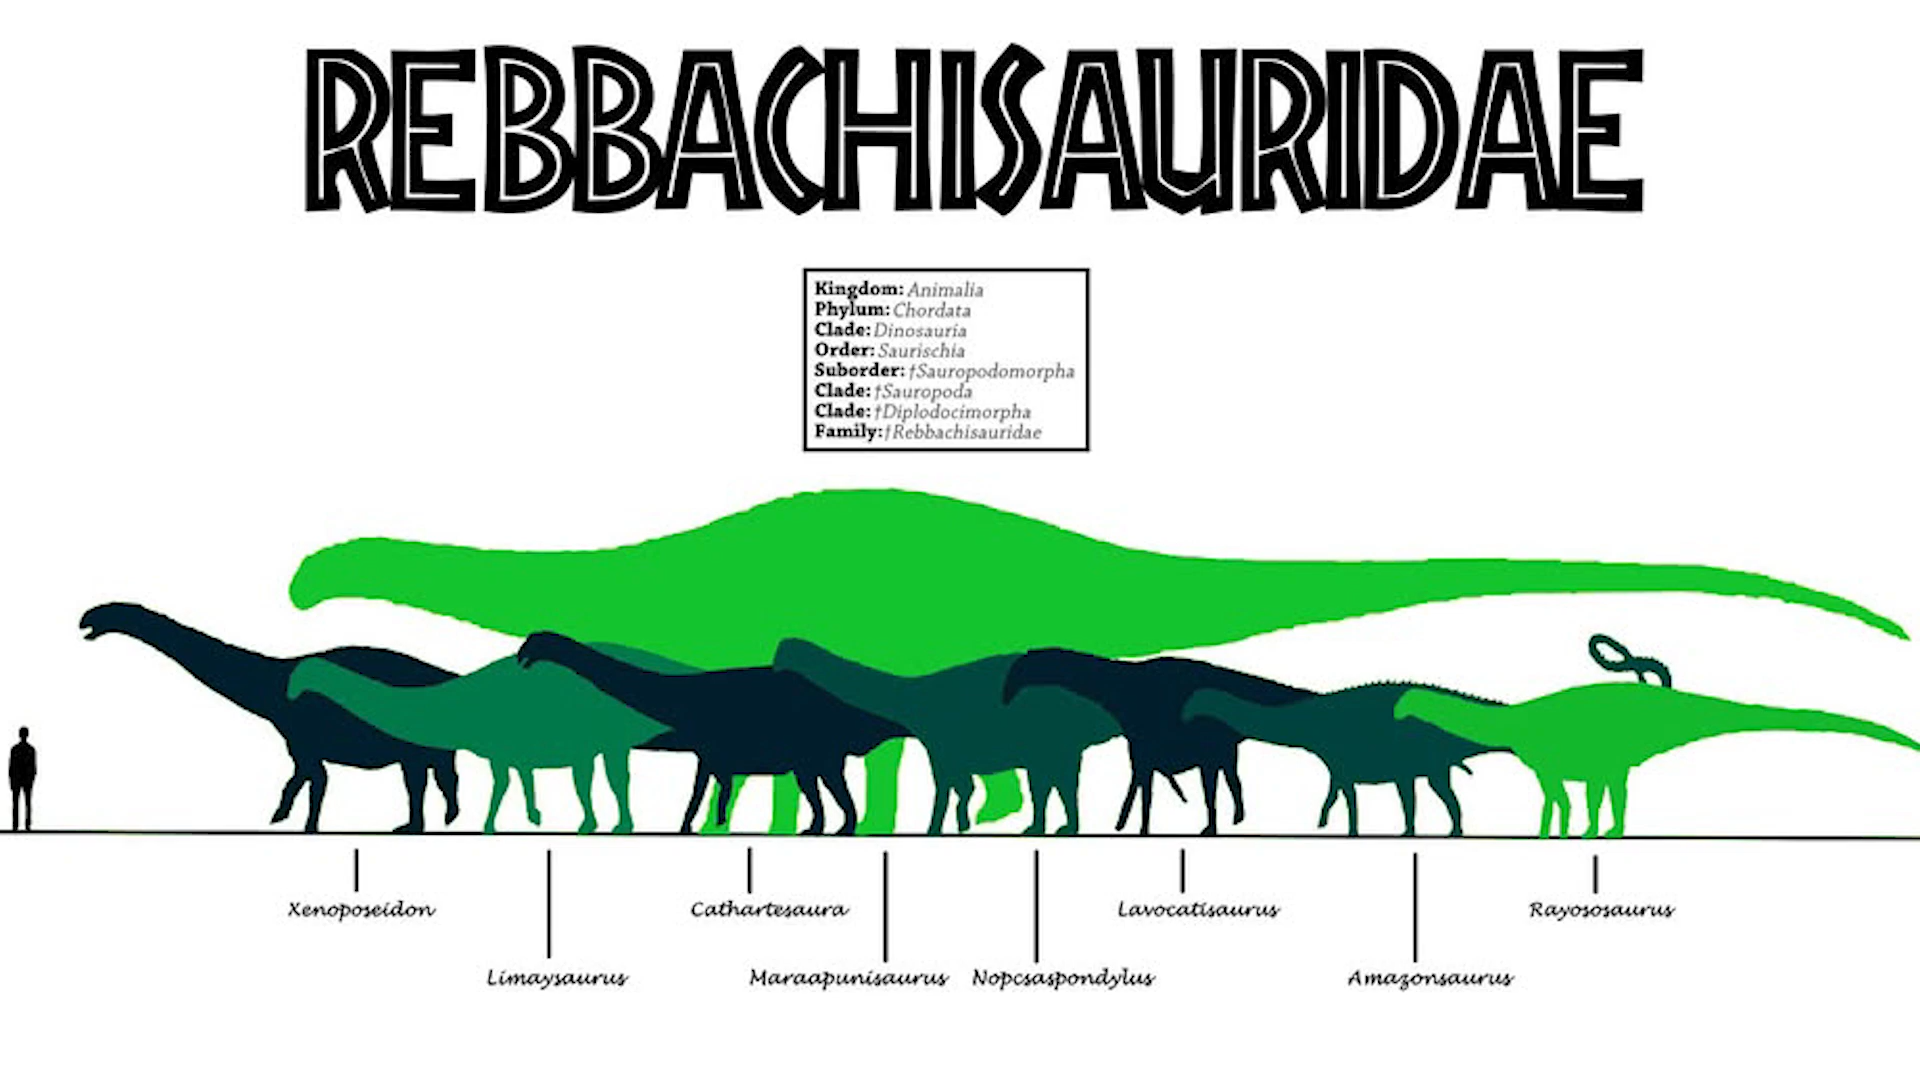 REBBACHISAURIDAE
Kingdom: Animalia
Phylum: Chordata
Clade: Dinosauria
Order: Saurischia
Suborder: †Sauropodomorpha
Clade: †Sauropoda
Clade: †Diplodocimorpha
Family:†Rebbachisauridae
Xenoposeidon
Cathartesaura
Lavocatisaurus
Rayososaurus
Limaysaurus
Maraapunisaurus
Nopcsaspondylus
Amazonsaurus